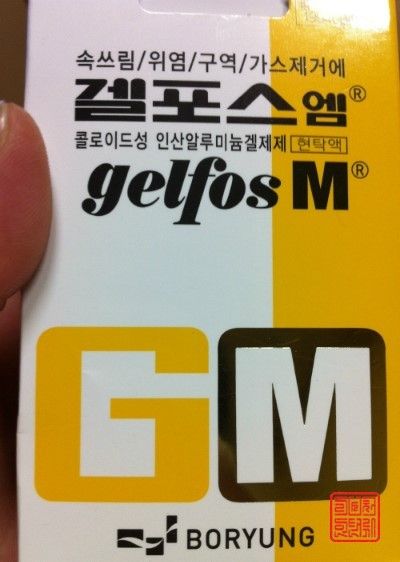 속쓰림/위염/구역/가스제거에
겔포스엠®
콜로이드성 인산알루미늄겔제제 현탁액
gelfos M®
GM
BORYUNG